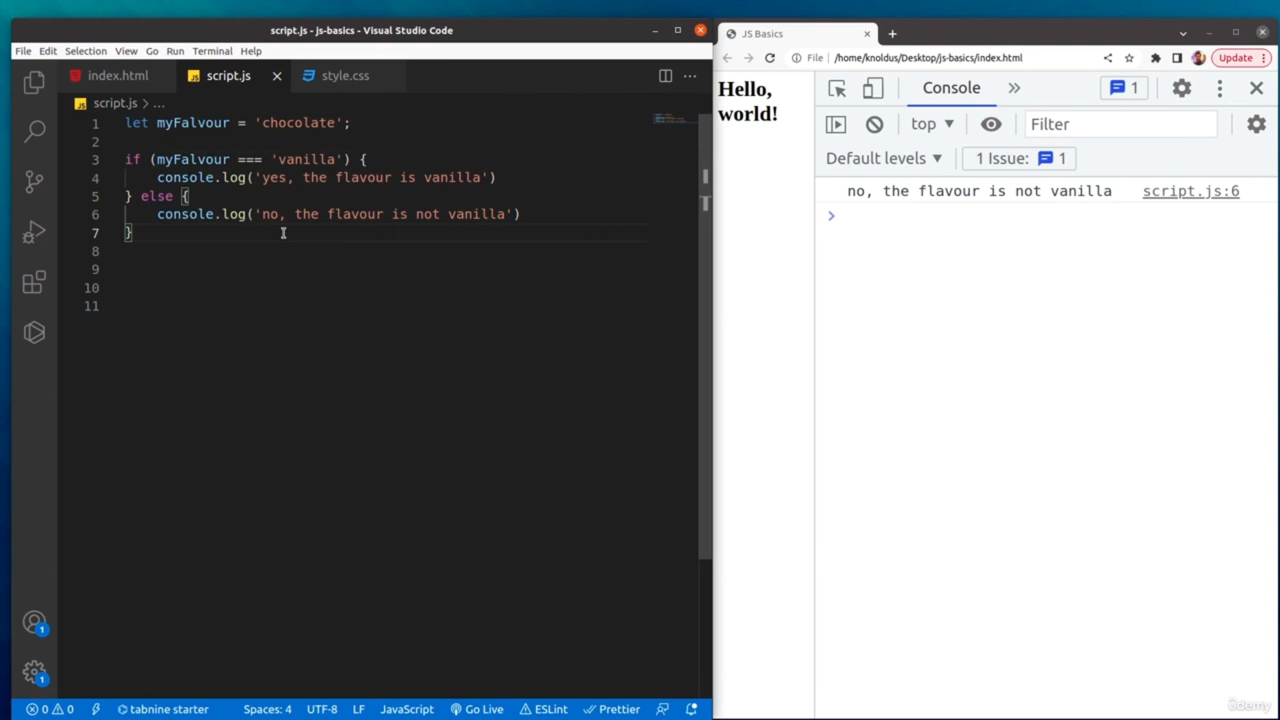 script.js - js-basics - Visual Studio Code
File Edit Selection View Go Run Terminal Help
index.html script.js style.css
script.js > ...
1 let myFalvour = 'chocolate';
2
3 if (myFalvour === 'vanilla') {
4 console.log('yes, the flavour is vanilla')
5 } else {
6 console.log('no, the flavour is not vanilla')
7 }
8
9
10
11
1
1
0 0 tabnine starter Spaces: 4 UTF-8 LF JavaScript Go Live ESLint Prettier
JS Basics
File /home/knoldus/Desktop/js-basics/index.html Update
Hello,
world!
Console 1
top Filter
Default levels 1 Issue: 1
no, the flavour is not vanilla script.js:6
ûdemy